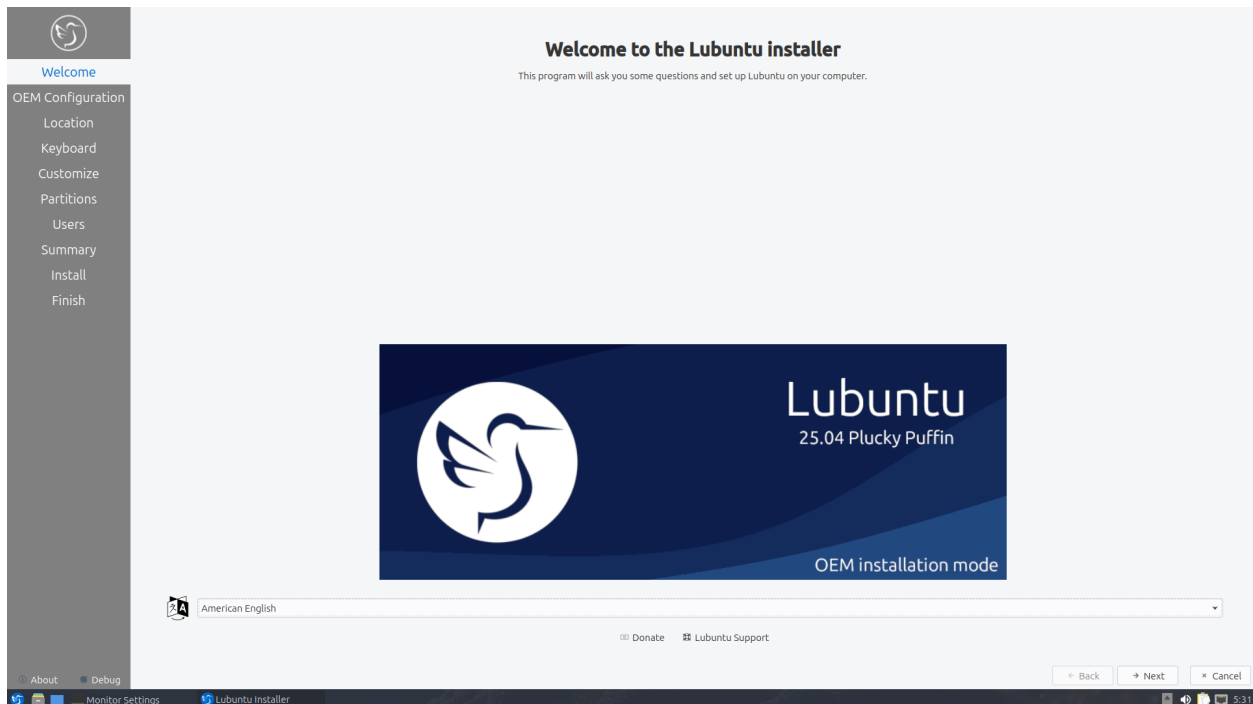 Welcome to the Lubuntu installer
This program will ask you some questions and set up Lubuntu on your computer.
Welcome
OEM Configuration
Location
Keyboard
Customize
Partitions
Users
Summary
Install
Finish
Lubuntu
25.04 Plucky Puffin
OEM installation mode
American English
Donate
Lubuntu Support
About
Debug
Back
Next
Cancel
Monitor Settings
Lubuntu Installer
5:31